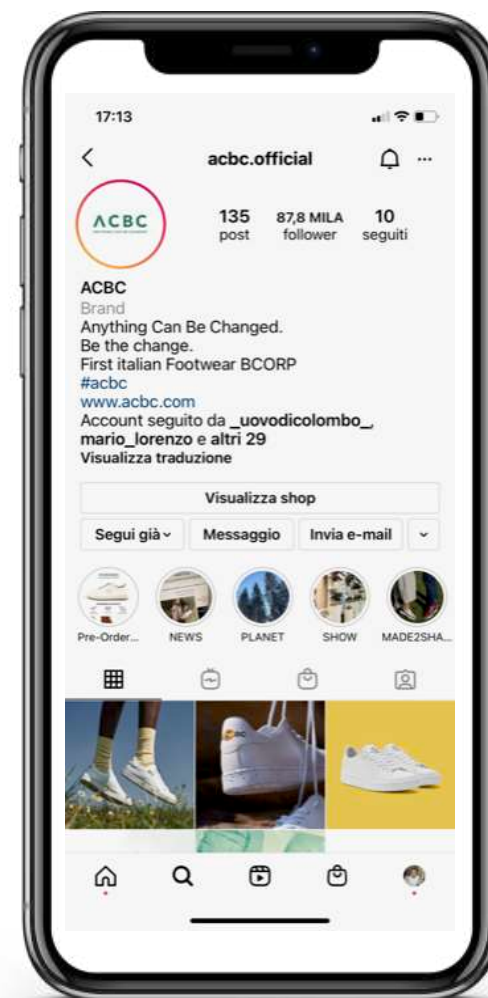 17:13
acbc.official
ACBC
135 87,8 MILA 10
post follower seguiti
ACBC
Brand
Anything Can Be Changed.
Be the change.
First italian Footwear BCORP
#acbc
www.acbc.com
Account seguito da _uovodicolombo_,
mario_lorenzo e altri 29
Visualizza traduzione
Visualizza shop
Segui già Messaggio Invia e-mail
Pre-Order... NEWS PLANET SHOW MADE2SHA...